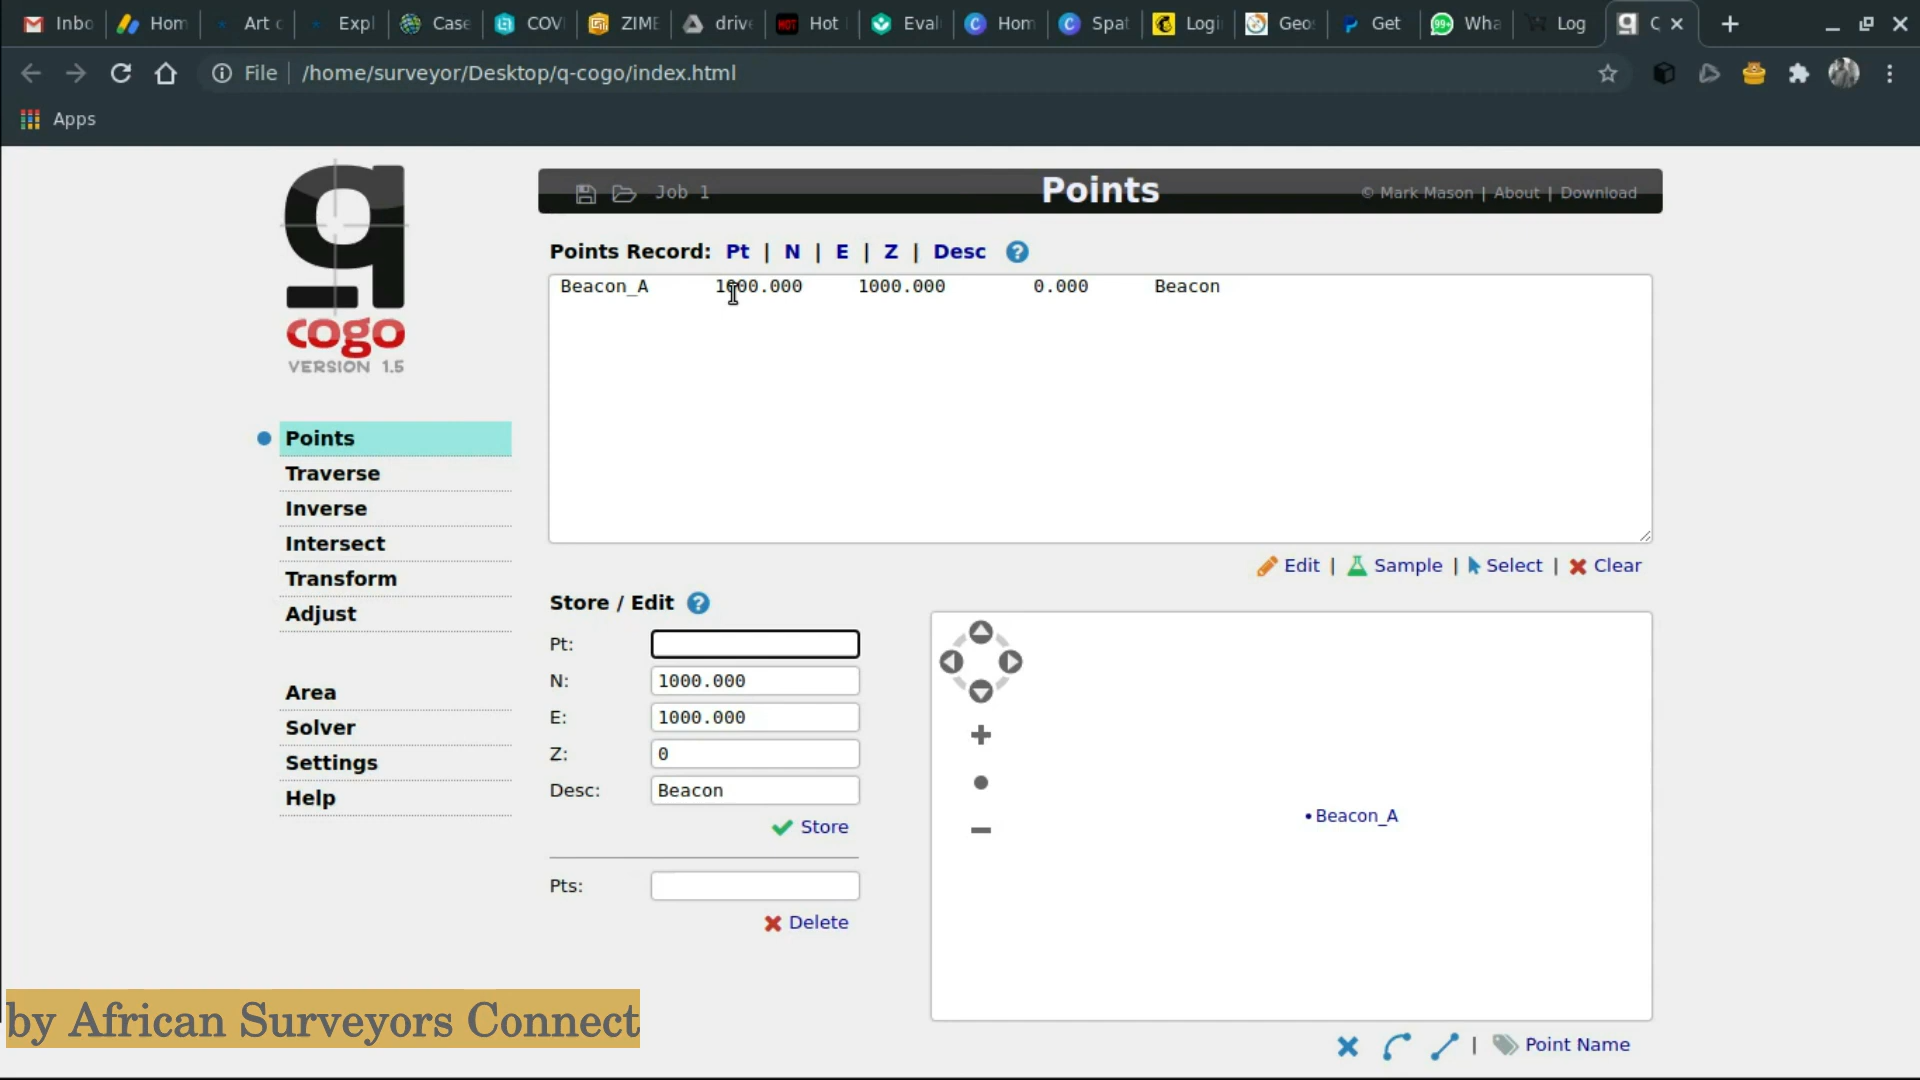 Inbo
Hom
Art c
Expl
Case
COV
ZIME
drive
HOT Hot
Eval
C Hom
C Spat
Logi
Geo
Get
99+ Wha
Log
C
File /home/surveyor/Desktop/q-cogo/index.html
Apps
q
cogo
VERSION 1.5
Job 1
Points
© Mark Mason | About | Download
Points Record: Pt | N | E | Z | Desc ?
Beacon_A 1000.000 1000.000 0.000 Beacon
Points
Traverse
Inverse
Intersect
Transform
Adjust
Area
Solver
Settings
Help
Edit | Sample | Select | Clear
Store / Edit ?
Pt:
N: 1000.000
E: 1000.000
Z: 0
Desc: Beacon
Store
Pts:
Delete
Beacon_A
| Point Name
by African Surveyors Connect